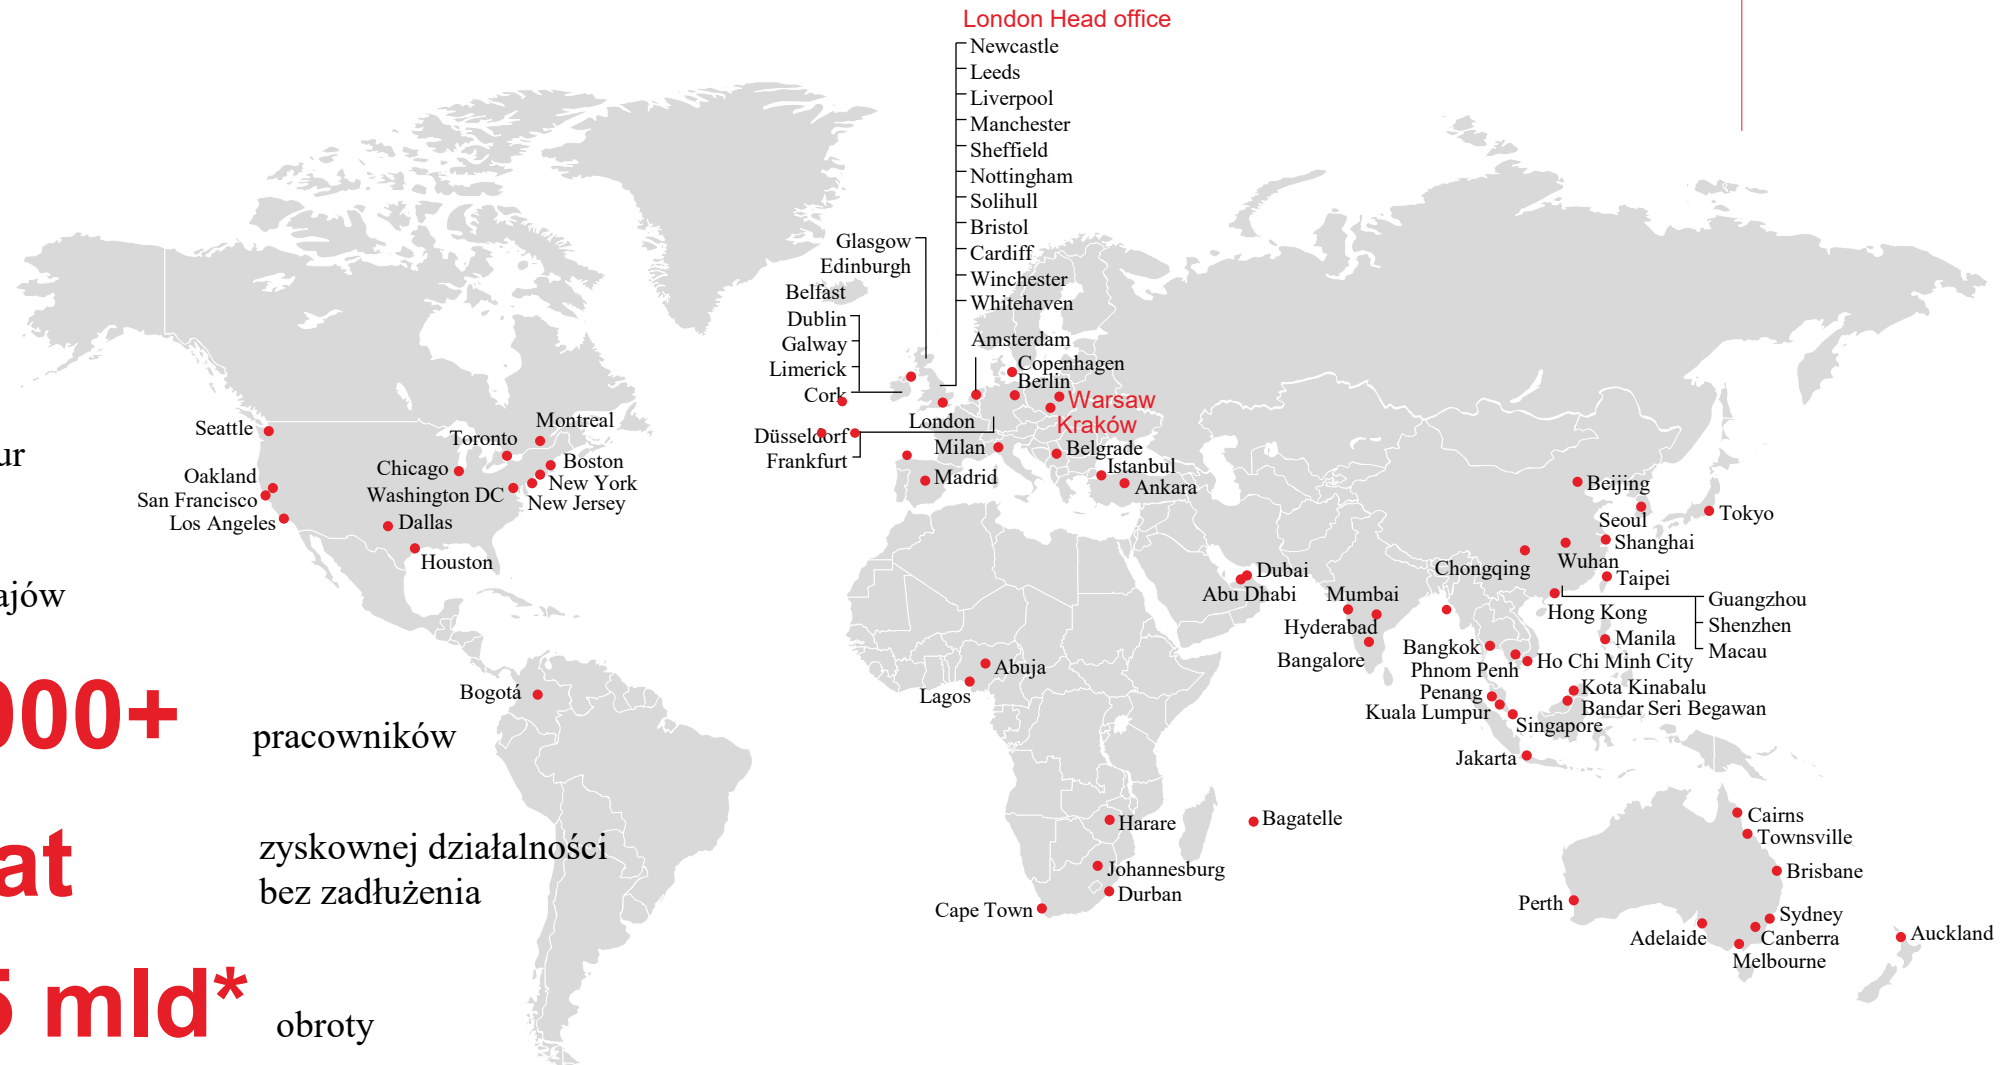 London Head office
Newcastle
Leeds
Liverpool
Manchester
Sheffield
Nottingham
Solihull
Bristol
Cardiff
Winchester
Whitehaven
Glasgow
Edinburgh
Belfast
Dublin
Galway
Limerick
Cork
Amsterdam
Copenhagen
Berlin
Warsaw
Kraków
London
Düsseldorf
Frankfurt
Milan
Madrid
Belgrade
Istanbul
Ankara
Seattle
Oakland
San Francisco
Los Angeles
Montreal
Toronto
Chicago
Washington DC
Boston
New York
New Jersey
Dallas
Houston
Bogotá
Abuja
Lagos
Harare
Johannesburg
Durban
Cape Town
Bagatelle
Dubai
Abu Dhabi
Mumbai
Hyderabad
Bangalore
Beijing
Seoul
Tokyo
Shanghai
Wuhan
Chongqing
Taipei
Hong Kong
Guangzhou
Shenzhen
Macau
Manila
Bangkok
Phnom Penh
Ho Chi Minh City
Penang
Kuala Lumpur
Singapore
Kota Kinabalu
Bandar Seri Begawan
Jakarta
Cairns
Townsville
Brisbane
Perth
Adelaide
Sydney
Canberra
Melbourne
Auckland
ur
ajów
000+ pracowników
at zyskownej działalności
bez zadłużenia
5 mld* obroty